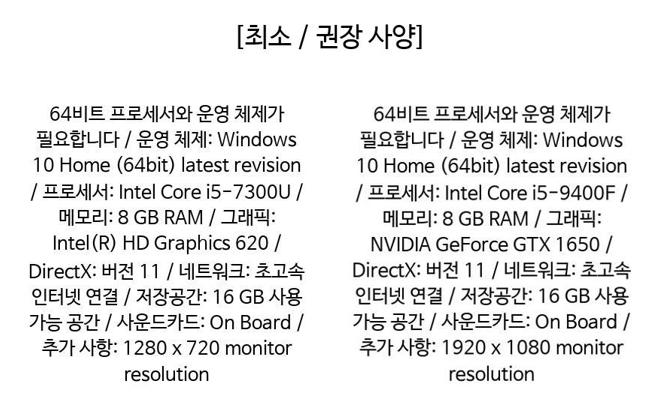 [최소 / 권장 사양]
64비트 프로세서와 운영 체제가
필요합니다 / 운영 체제: Windows
10 Home (64bit) latest revision
/ 프로세서: Intel Core i5-7300U /
메모리: 8 GB RAM / 그래픽:
Intel(R) HD Graphics 620 /
DirectX: 버전 11 / 네트워크: 초고속
인터넷 연결 / 저장공간: 16 GB 사용
가능 공간 / 사운드카드: On Board /
추가 사항: 1280 x 720 monitor
resolution
64비트 프로세서와 운영 체제가
필요합니다 / 운영 체제: Windows
10 Home (64bit) latest revision
/ 프로세서: Intel Core i5-9400F /
메모리: 8 GB RAM / 그래픽:
NVIDIA GeForce GTX 1650 /
DirectX: 버전 11 / 네트워크: 초고속
인터넷 연결 / 저장공간: 16 GB 사용
가능 공간 / 사운드카드: On Board /
추가 사항: 1920 x 1080 monitor
resolution